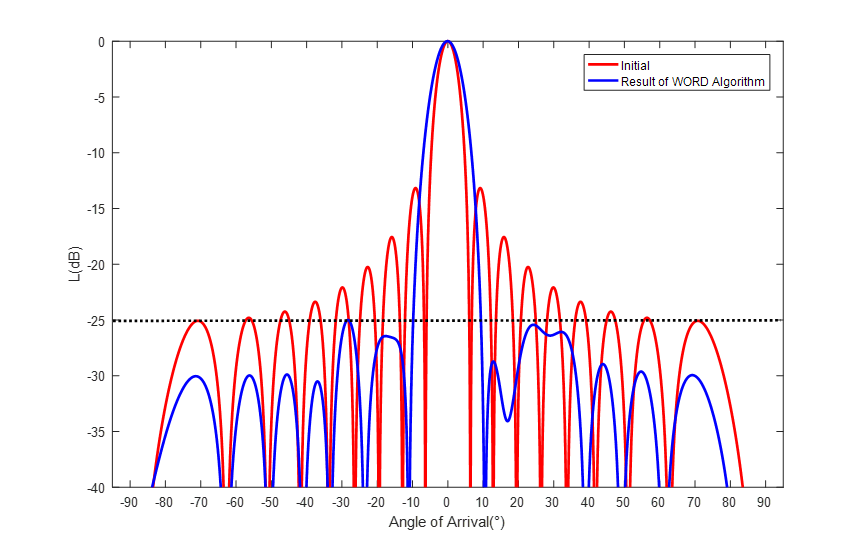 Initial
Result of WORD Algorithm
L(dB)
0
-5
-10
-15
-20
-25
-30
-35
-40
-90 -80 -70 -60 -50 -40 -30 -20 -10 0 10 20 30 40 50 60 70 80 90
Angle of Arrival(°)